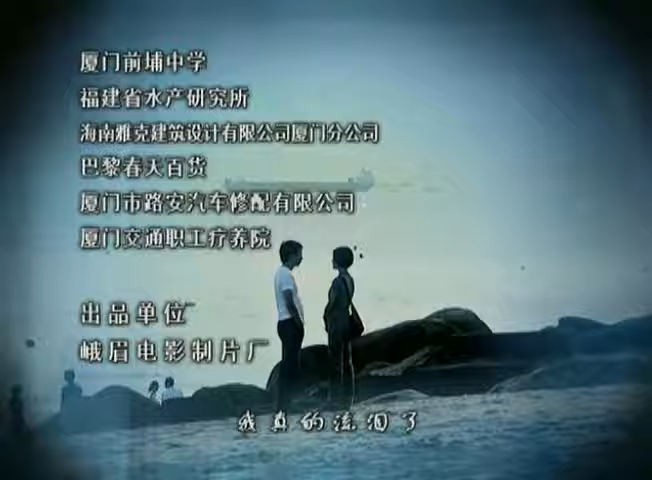 厦门前埔中学
福建省水产研究所
海南雅克建筑设计有限公司厦门分公司
巴黎春天百货
厦门市路安汽车修配有限公司
厦门交通职工疗养院
出品单位
峨眉电影制片厂
我真的流泪了